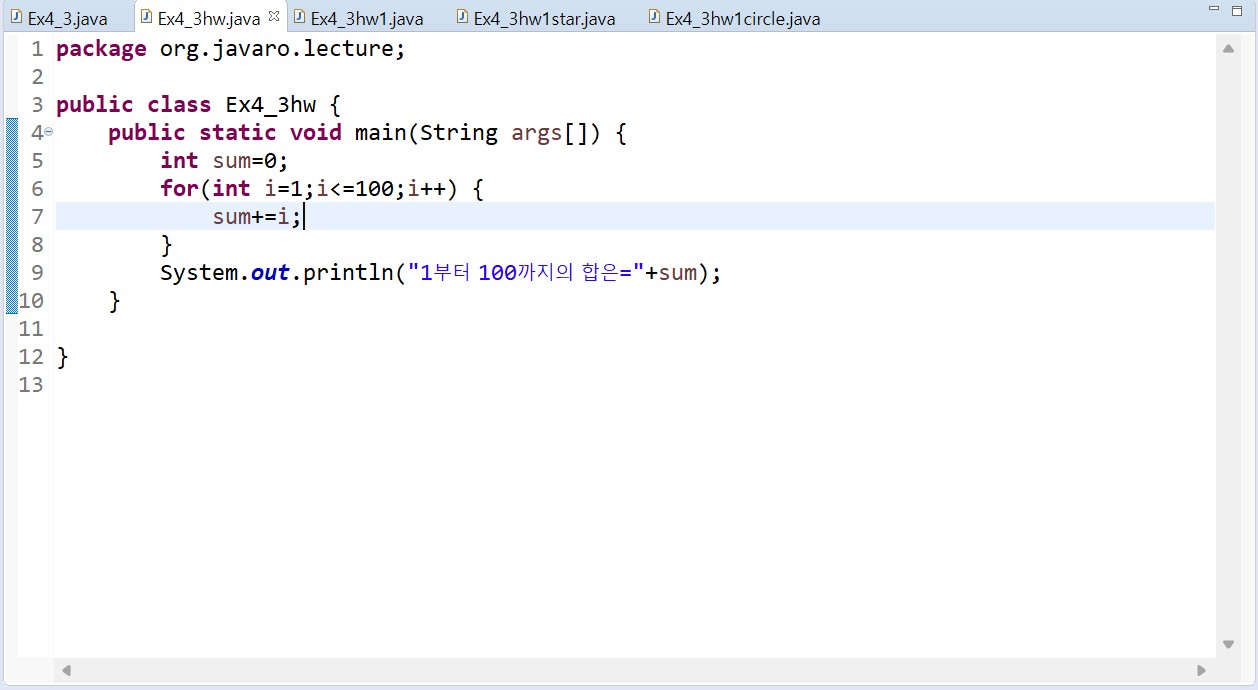 Ex4_3.java Ex4_3hw.java Ex4_3hw1.java Ex4_3hw1star.java Ex4_3hw1circle.java
1 package org.javaro.lecture;
2
3 public class Ex4_3hw {
4 public static void main(String args[]) {
5 int sum=0;
6 for(int i=1;i<=100;i++) {
7 sum+=i;
8 }
9 System.out.println("1부터 100까지의 합은="+sum);
10 }
11
12 }
13